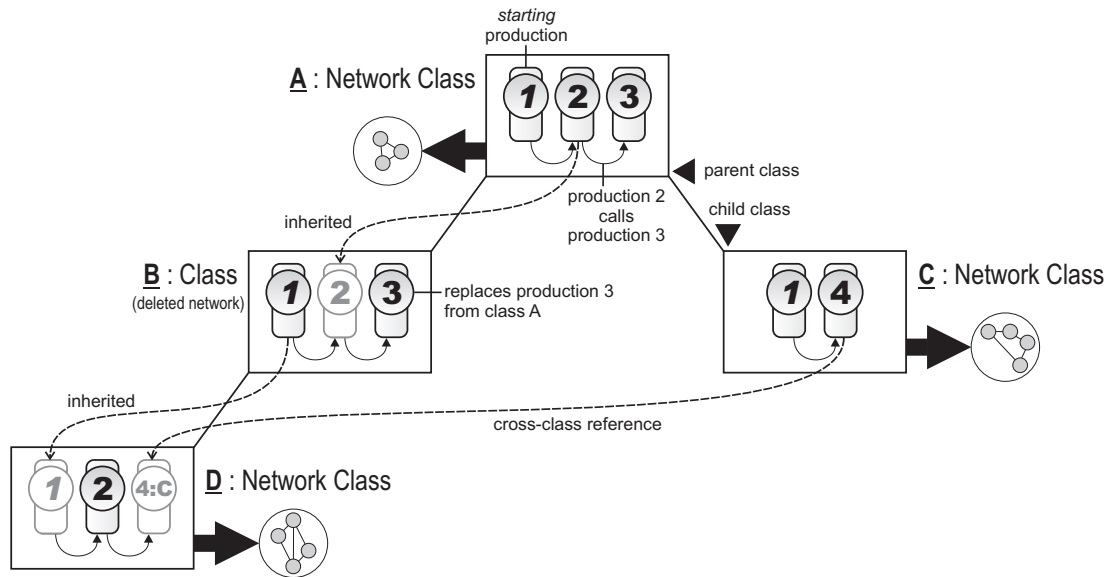 starting
production
A : Network Class
1 2 3
parent class
production 2
calls
production 3
child class
inherited
B : Class
(deleted network)
1 2 3
replaces production 3
from class A
1 4
C : Network Class
inherited
cross-class reference
1 2 4:C
D : Network Class